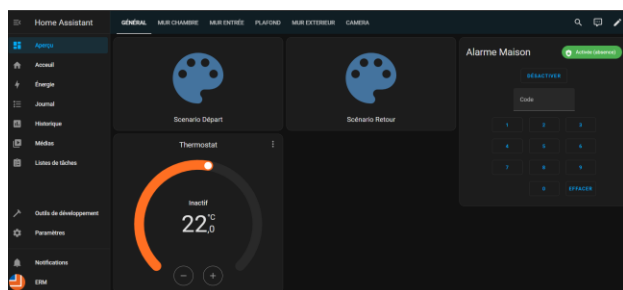 Home Assistant
GÉNÉRAL MUR CHAMBRE MUR ENTRÉE PLAFOND MUR EXTERIEUR CAMERA
Aperçu
Acceuil
Énergie
Journal
Historique
Médias
Listes de tâches
Outils de développement
Paramètres
Notifications
ERM
Scenario Départ
Scénario Retour
Thermostat
Inactif
22,0 °C
Alarme Maison
Activée (absence)
DÉSACTIVER
Code
1 2 3
4 5 6
7 8 9
0 EFFACER